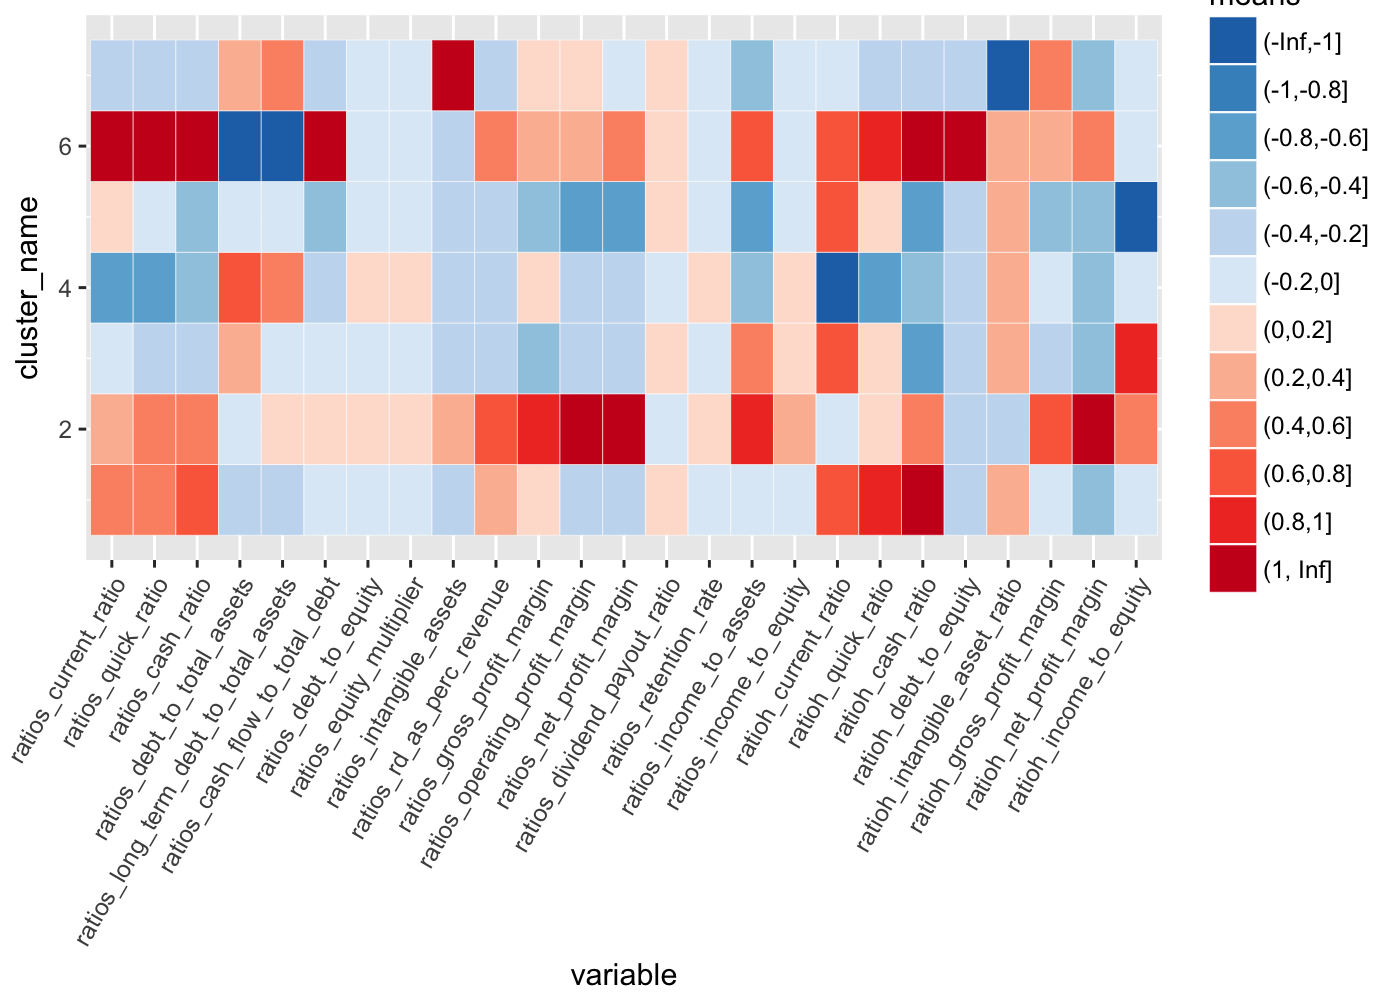 means
(-Inf,-1]
(-1,-0.8]
(-0.8,-0.6]
(-0.6,-0.4]
(-0.4,-0.2]
(-0.2,0]
(0,0.2]
(0.2,0.4]
(0.4,0.6]
(0.6,0.8]
(0.8,1]
(1, Inf]
cluster_name
6
4
2
ratios_current_ratio
ratios_quick_ratio
ratios_cash_ratio
ratios_debt_to_total_assets
ratios_long_term_debt_to_total_assets
ratios_cash_flow_to_total_debt
ratios_debt_to_equity
ratios_equity_multiplier
ratios_intangible_assets
ratios_rd_as_perc_revenue
ratios_gross_profit_margin
ratios_operating_profit_margin
ratios_net_profit_margin
ratios_dividend_payout_ratio
ratios_retention_rate
ratios_income_to_assets
ratios_income_to_equity
ratioh_current_ratio
ratioh_quick_ratio
ratioh_cash_ratio
ratioh_debt_to_equity
ratioh_intangible_asset_ratio
ratioh_gross_profit_margin
ratioh_net_profit_margin
ratioh_income_to_equity
variable